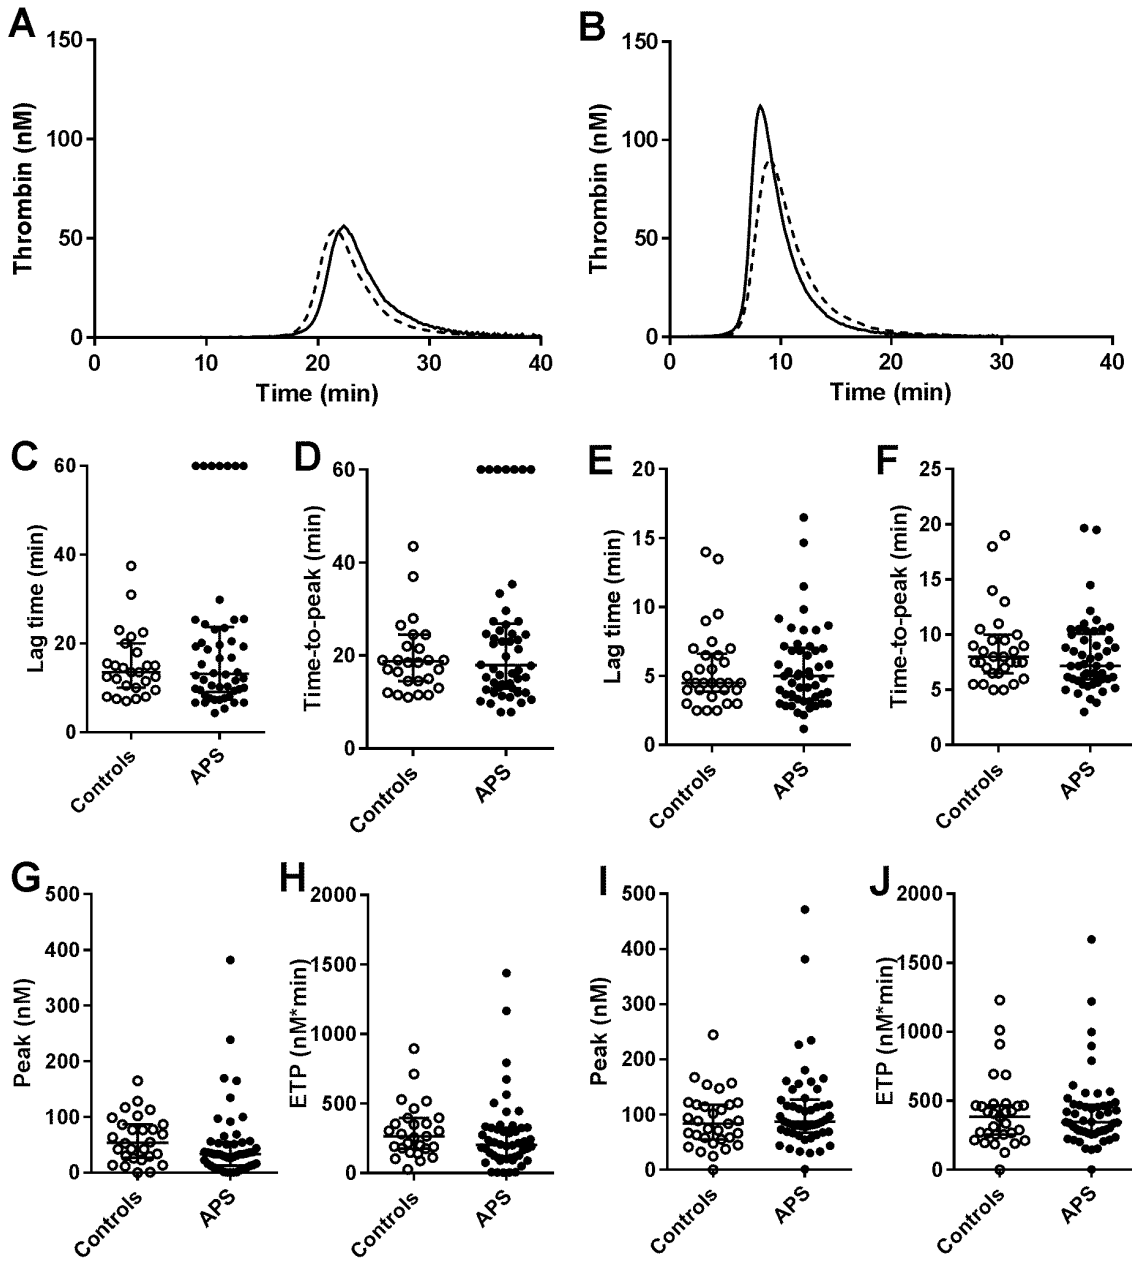 A
150
100
50
0
Thrombin (nM)
0 10 20 30 40
Time (min)
B
150
100
50
0
Thrombin (nM)
0 10 20 30 40
Time (min)
C
60
40
20
0
Lag time (min)
Controls APS
D
60
40
20
0
Time-to-peak (min)
Controls APS
E
20
15
10
5
0
Lag time (min)
Controls APS
F
25
20
15
10
5
0
Time-to-peak (min)
Controls APS
G
500
400
300
200
100
0
Peak (nM)
Controls APS
H
2000
1500
1000
500
0
ETP (nM*min)
Controls APS
I
500
400
300
200
100
0
Peak (nM)
Controls APS
J
2000
1500
1000
500
0
ETP (nM*min)
Controls APS